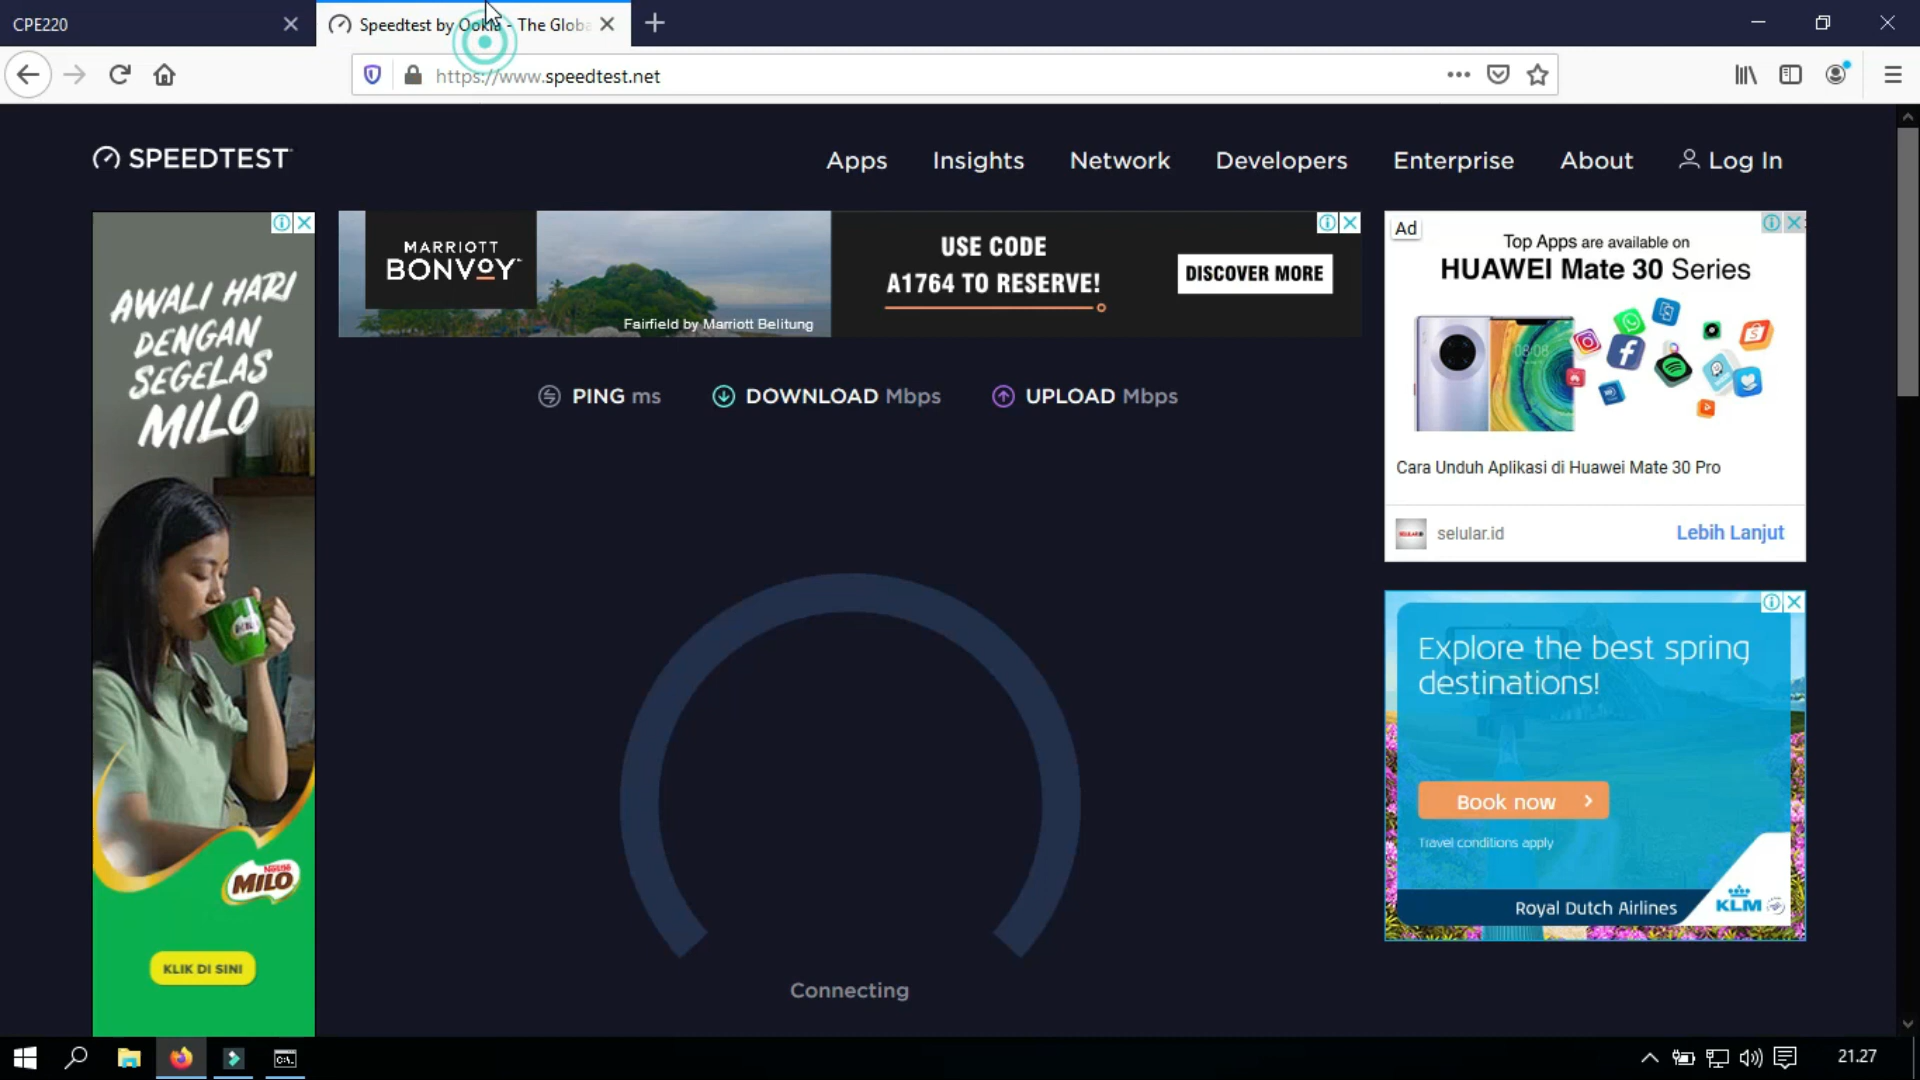 CPE220
Speedtest by Ookla - The Globa
https://www.speedtest.net
SPEEDTEST
Apps
Insights
Network
Developers
Enterprise
About
Log In
AWALI HARI
DENGAN
SEGELAS
MILO
Nestlé
MILO
KLIK DI SINI
MARRIOTT
BONVOY
Fairfield by Marriott Belitung
USE CODE
A1764 TO RESERVE!
DISCOVER MORE
PING ms
DOWNLOAD Mbps
UPLOAD Mbps
Connecting
Ad
Top Apps are available on
HUAWEI Mate 30 Series
08:08
Cara Unduh Aplikasi di Huawei Mate 30 Pro
selular.id
Lebih Lanjut
Explore the best spring
destinations!
Book now
Travel conditions apply
Royal Dutch Airlines
KLM
21.27